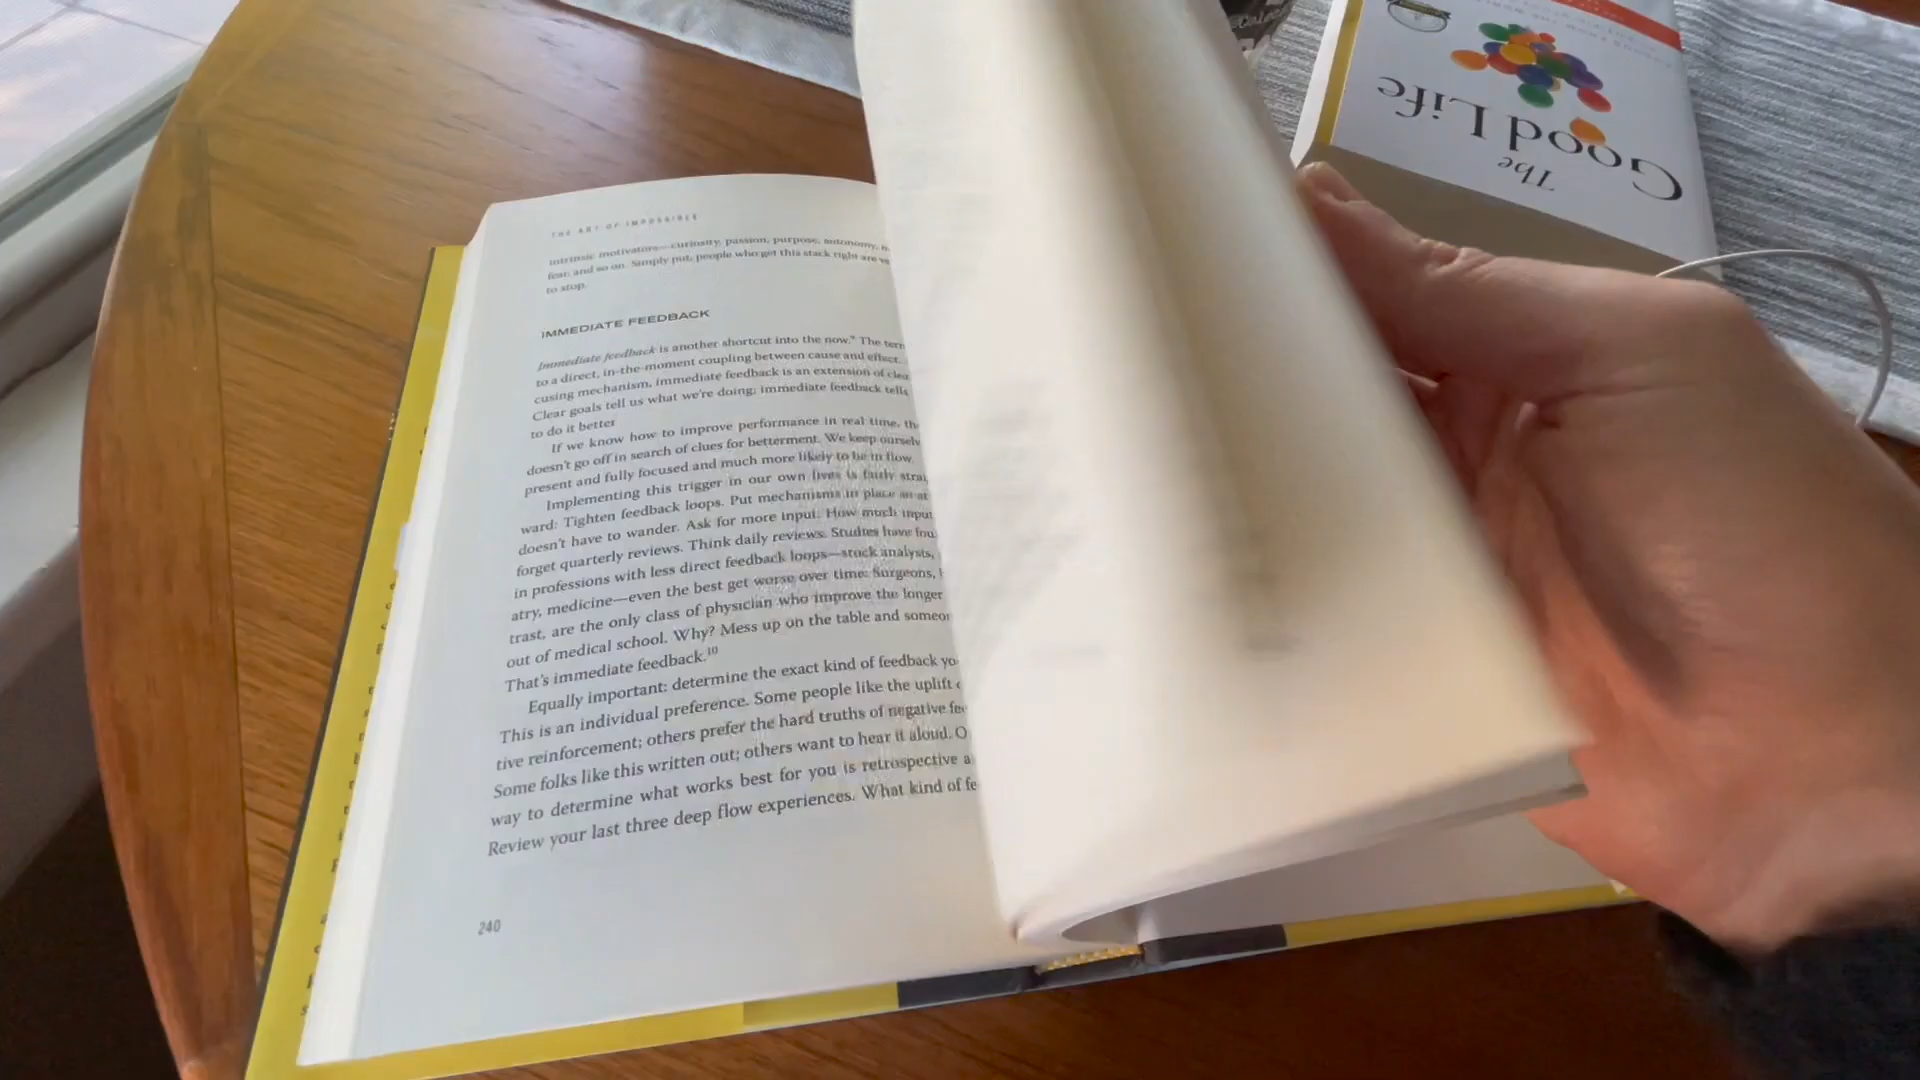 THE ART OF IMPOSSIBLE
intrinsic motivators—curiosity, passion, purpose, autonomy,
fear, and so on. Simply put, people who get this stack right are
to stop.
IMMEDIATE FEEDBACK
Immediate feedback is another shortcut into the now.⁹ The
to a direct, in-the-moment coupling between cause and effect.
cusing mechanism, immediate feedback is an extension of
Clear goals tell us what we're doing; immediate feedback tells
to do it better
If we know how to improve performance in real time,
doesn't go off in search of clues for betterment. We keep
present and fully focused and much more likely to be in flow.
Implementing this trigger in our own lives is fairly
ward: Tighten feedback loops. Put mechanisms in place
doesn't have to wander. Ask for more input. How much input
forget quarterly reviews. Think daily reviews. Studies have
in professions with less direct feedback loops—stock analysts,
atry, medicine—even the best get worse over time. Surgeons,
trast, are the only class of physician who improve the longer
out of medical school. Why? Mess up on the table and
That's immediate feedback.¹⁰
Equally important: determine the exact kind of feedback
This is an individual preference. Some people like the uplift
tive reinforcement; others prefer the hard truths of negative
Some folks like this written out; others want to hear it aloud.
way to determine what works best for you is retrospective
Review your last three deep flow experiences. What kind of
240
The
Good Life